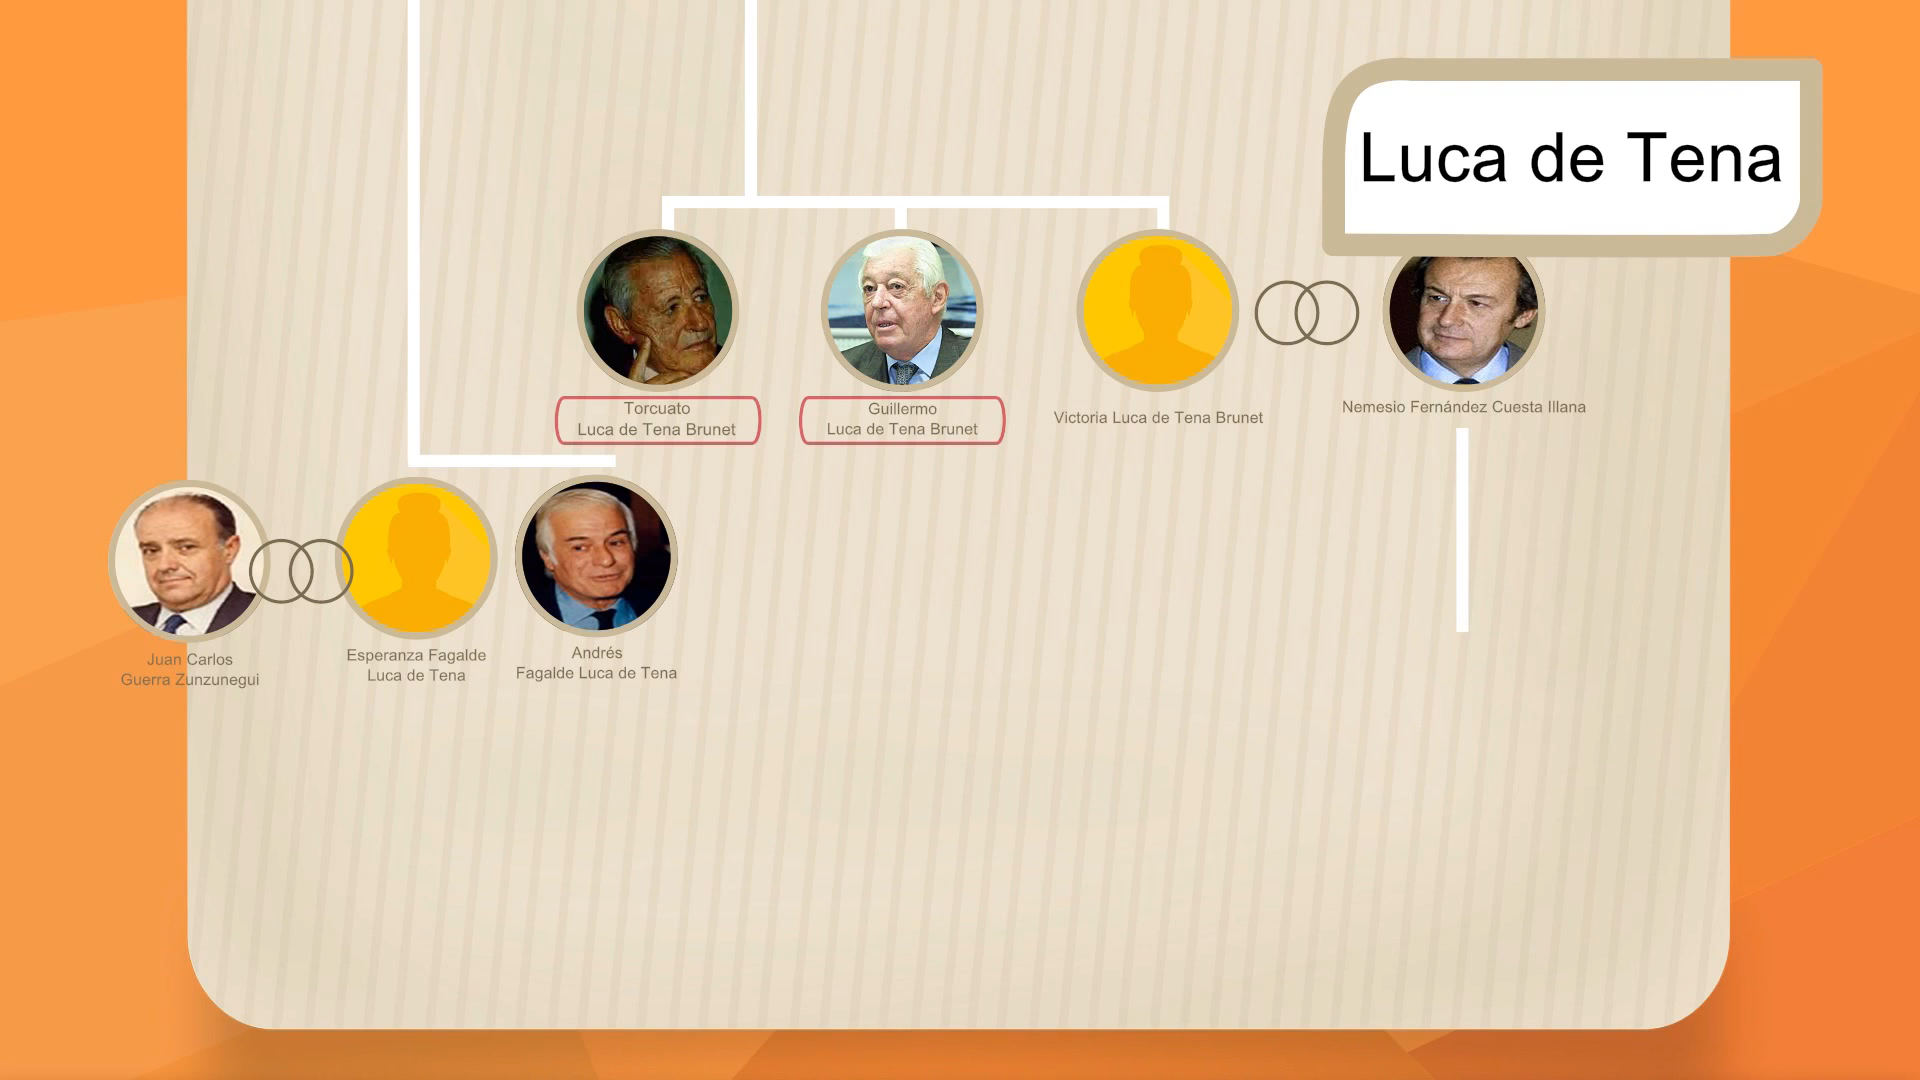 Luca de Tena
Torcuato
Luca de Tena Brunet
Guillermo
Luca de Tena Brunet
Victoria Luca de Tena Brunet
Nemesio Fernández Cuesta Illana
Juan Carlos
Guerra Zunzunegui
Esperanza Fagalde
Luca de Tena
Andrés
Fagalde Luca de Tena